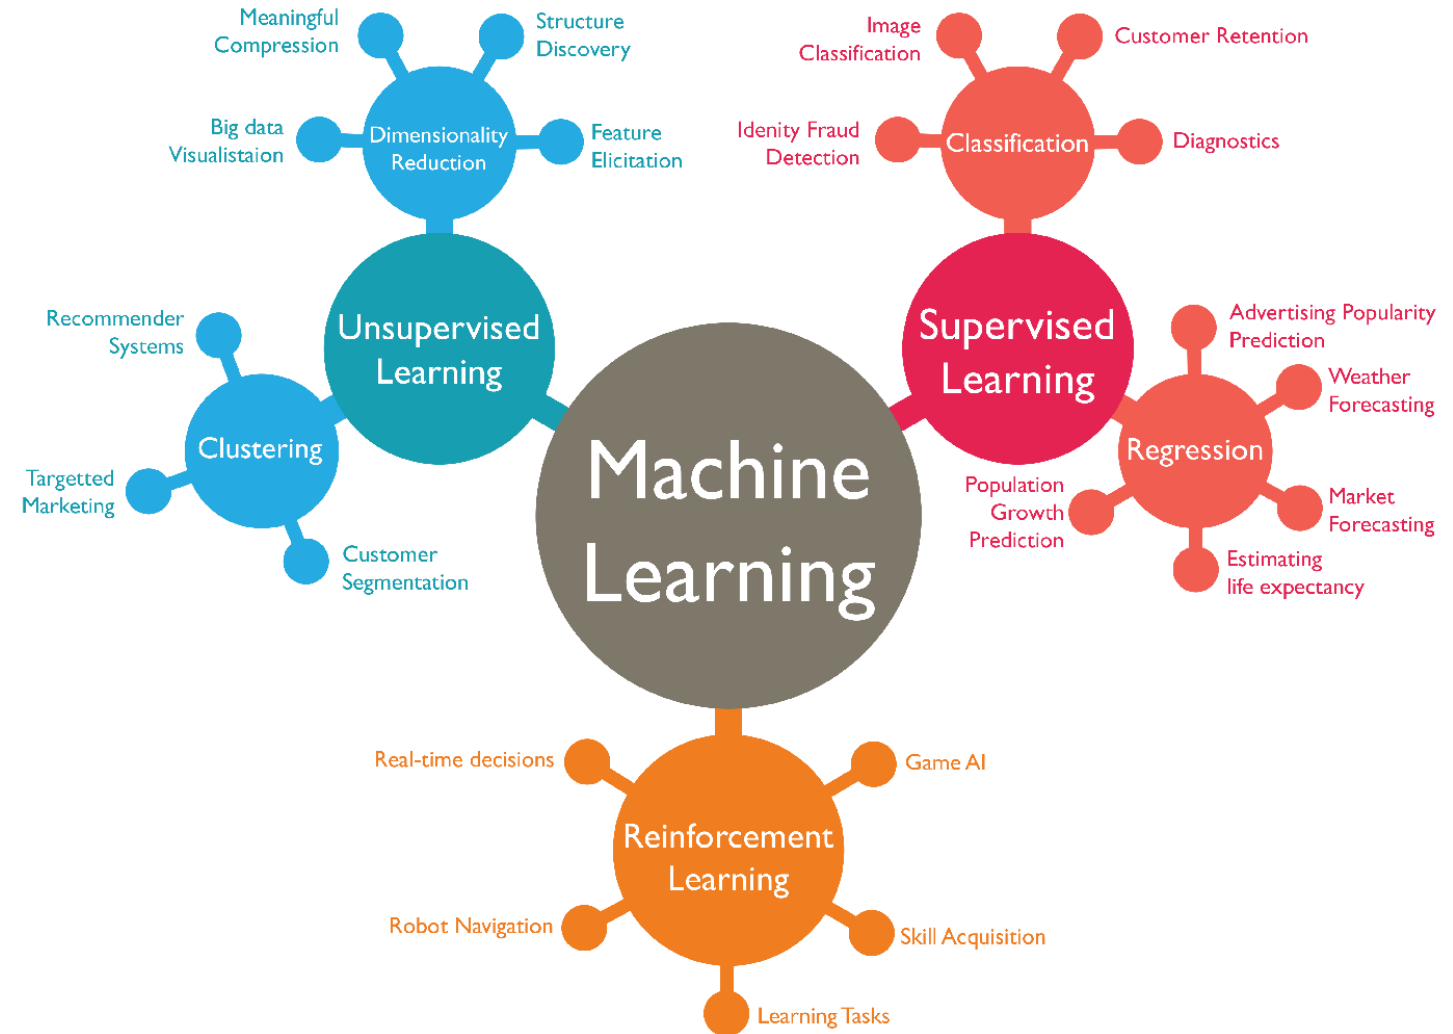 Meaningful
Compression
Structure
Discovery
Big data
Visualistaion
Dimensionality
Reduction
Feature
Elicitation
Image
Classification
Customer Retention
Idenity Fraud
Detection
Classification
Diagnostics
Recommender
Systems
Unsupervised
Learning
Clustering
Targetted
Marketing
Customer
Segmentation
Machine
Learning
Supervised
Learning
Advertising Popularity
Prediction
Weather
Forecasting
Regression
Population
Growth
Prediction
Market
Forecasting
Estimating
life expectancy
Real-time decisions
Game AI
Reinforcement
Learning
Robot Navigation
Skill Acquisition
Learning Tasks